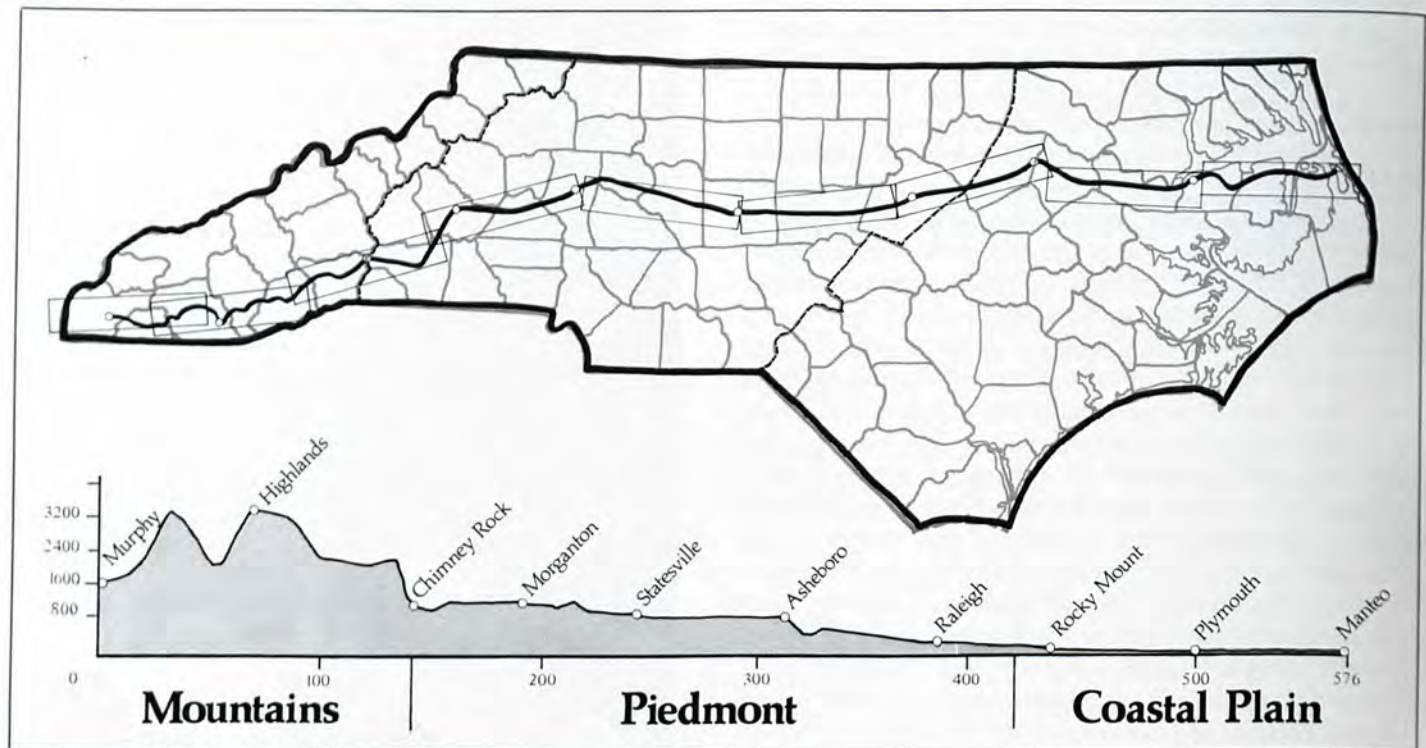 Highlands
3200
Murphy
2400
1600
800
Chimney Rock
Morganton
Statesville
Asheboro
Raleigh
Rocky Mount
Plymouth
Manteo
0 100 200 300 400 500 576
Mountains Piedmont Coastal Plain